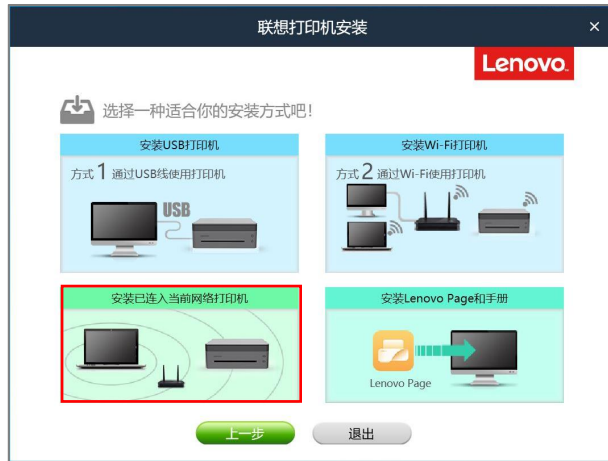 联想打印机安装
Lenovo
选择一种适合你的安装方式吧!
安装USB打印机
方式 1 通过USB线使用打印机
USB
安装Wi-Fi打印机
方式 2 通过Wi-Fi使用打印机
安装已连入当前网络打印机
安装Lenovo Page和手册
Lenovo Page
上一步
退出